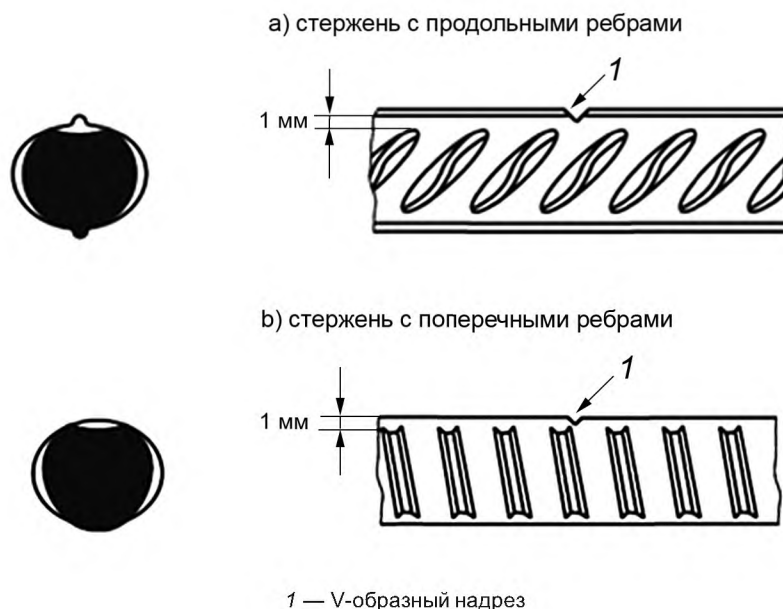 a) стержень с продольными ребрами
1
1 мм
b) стержень с поперечными ребрами
1
1 мм
1 — V-образный надрез